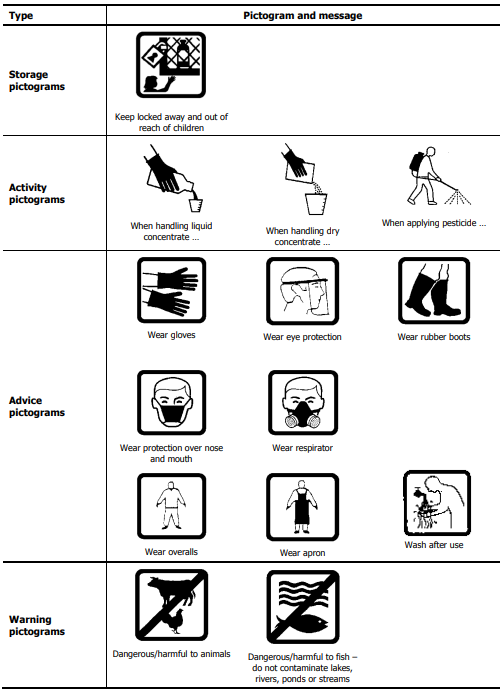 Type Pictogram and message
Storage
pictograms
Keep locked away and out of
reach of children
Activity
pictograms
When handling liquid
concentrate ...
When handling dry
concentrate ...
When applying pesticide ...
Advice
pictograms
Wear gloves
Wear eye protection
Wear rubber boots
Wear protection over nose
and mouth
Wear respirator
Wear overalls
Wear apron
Wash after use
Warning
pictograms
Dangerous/harmful to animals
Dangerous/harmful to fish –
do not contaminate lakes,
rivers, ponds or streams